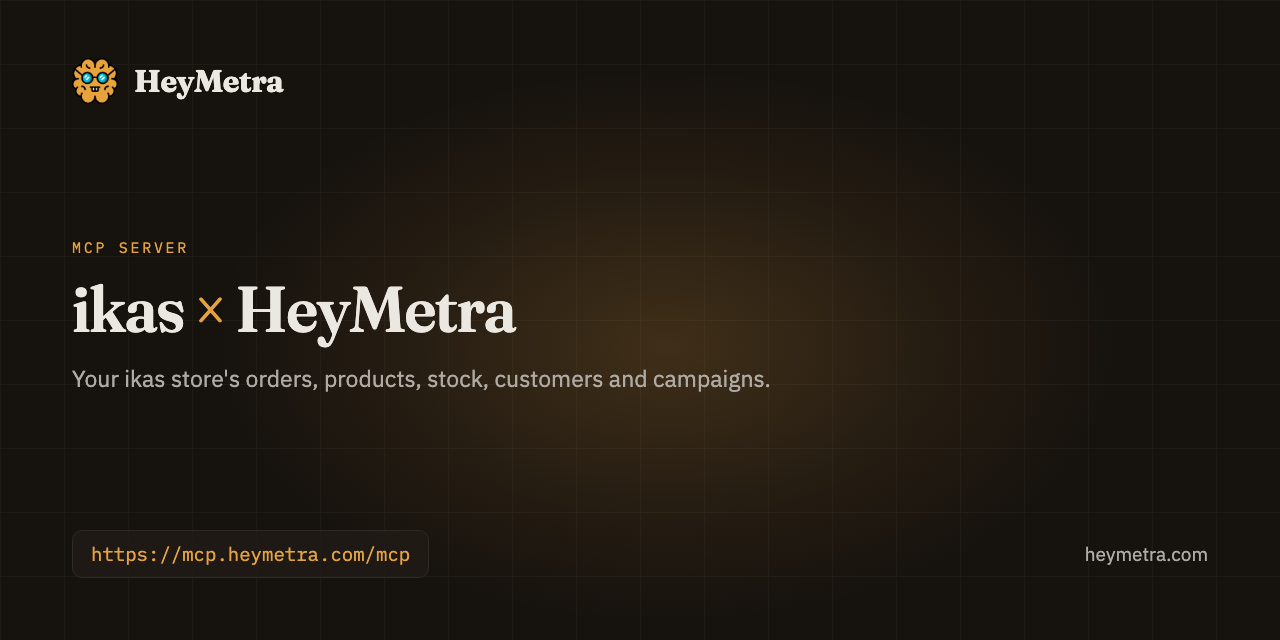 HeyMetra
MCP SERVER
ikas × HeyMetra
Your ikas store's orders, products, stock, customers and campaigns.
https://mcp.heymetra.com/mcp
heymetra.com